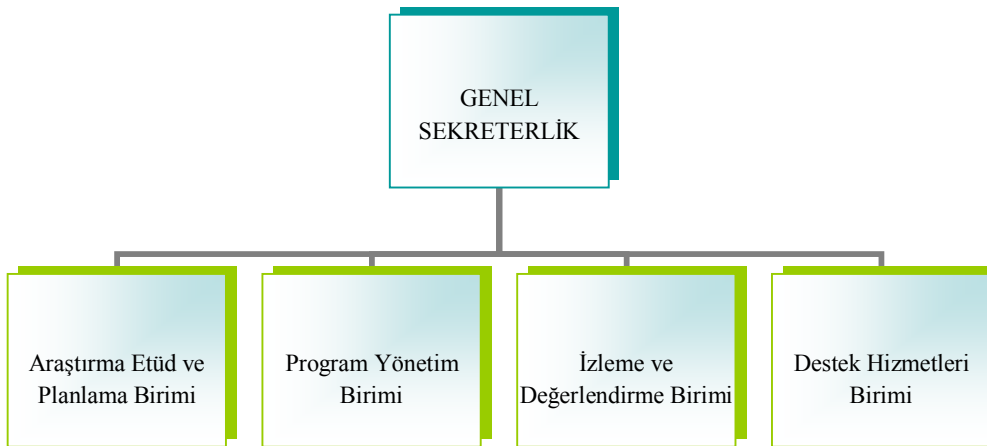 GENEL
SEKRETERLİK
Araştırma Etüd ve
Planlama Birimi
Program Yönetim
Birimi
İzleme ve
Değerlendirme Birimi
Destek Hizmetleri
Birimi